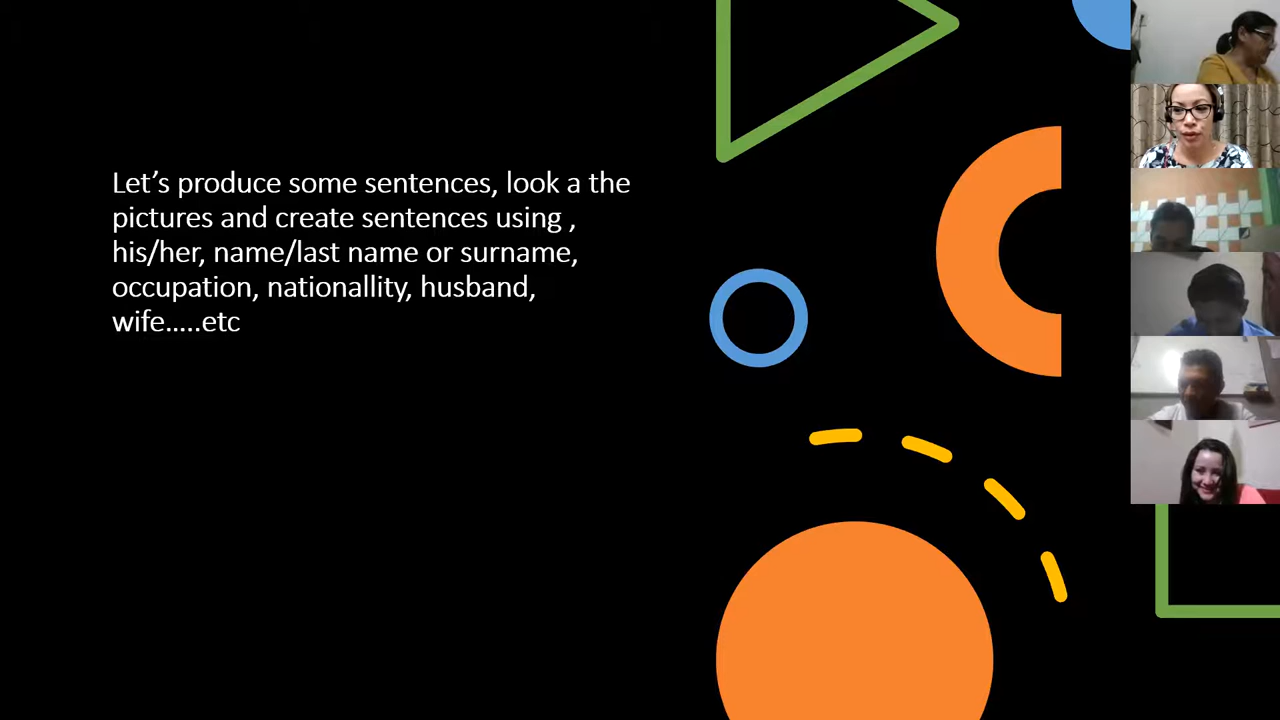 Let’s produce some sentences, look a the
pictures and create sentences using ,
his/her, name/last name or surname,
occupation, nationallity, husband,
wife…..etc